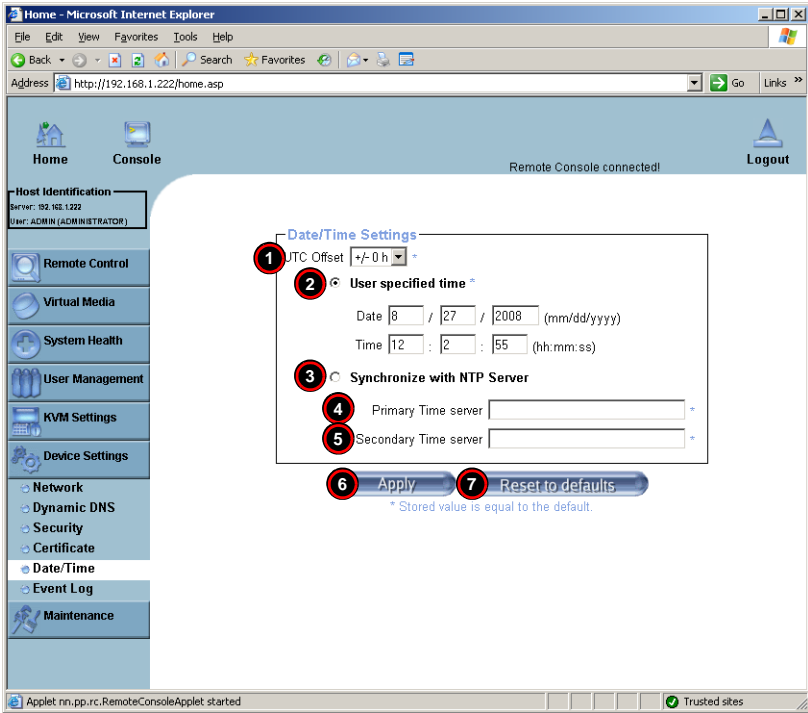 Home - Microsoft Internet Explorer
File Edit View Favorites Tools Help
Back Search Favorites
Address http://192.168.1.222/home.asp Go Links »
Home Console Remote Console connected! Logout
Host Identification
Server: 192.168.1.222
User: ADMIN (ADMINISTRATOR)
Remote Control
Virtual Media
System Health
User Management
KVM Settings
Device Settings
Network
Dynamic DNS
Security
Certificate
Date/Time
Event Log
Maintenance
Date/Time Settings
1 UTC Offset +/- 0 h *
2 User specified time *
Date 8 / 27 / 2008 (mm/dd/yyyy)
Time 12 : 2 : 55 (hh:mm:ss)
3 Synchronize with NTP Server
4 Primary Time server *
5 Secondary Time server *
6 Apply 7 Reset to defaults
* Stored value is equal to the default.
Applet nn.pp.rc.RemoteConsoleApplet started Trusted sites